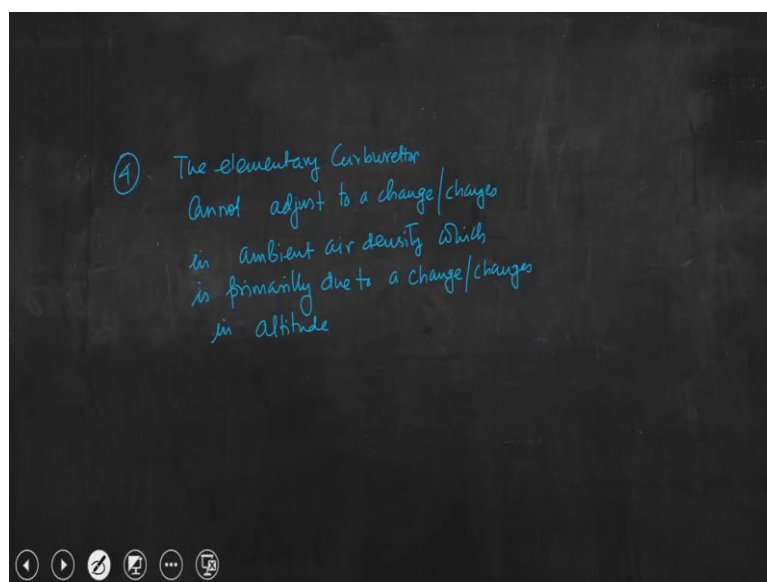 ④ The elementary Carburettor
Cannot adjust to a change/changes
in ambient air density which
is primarily due to a change/changes
in altitude